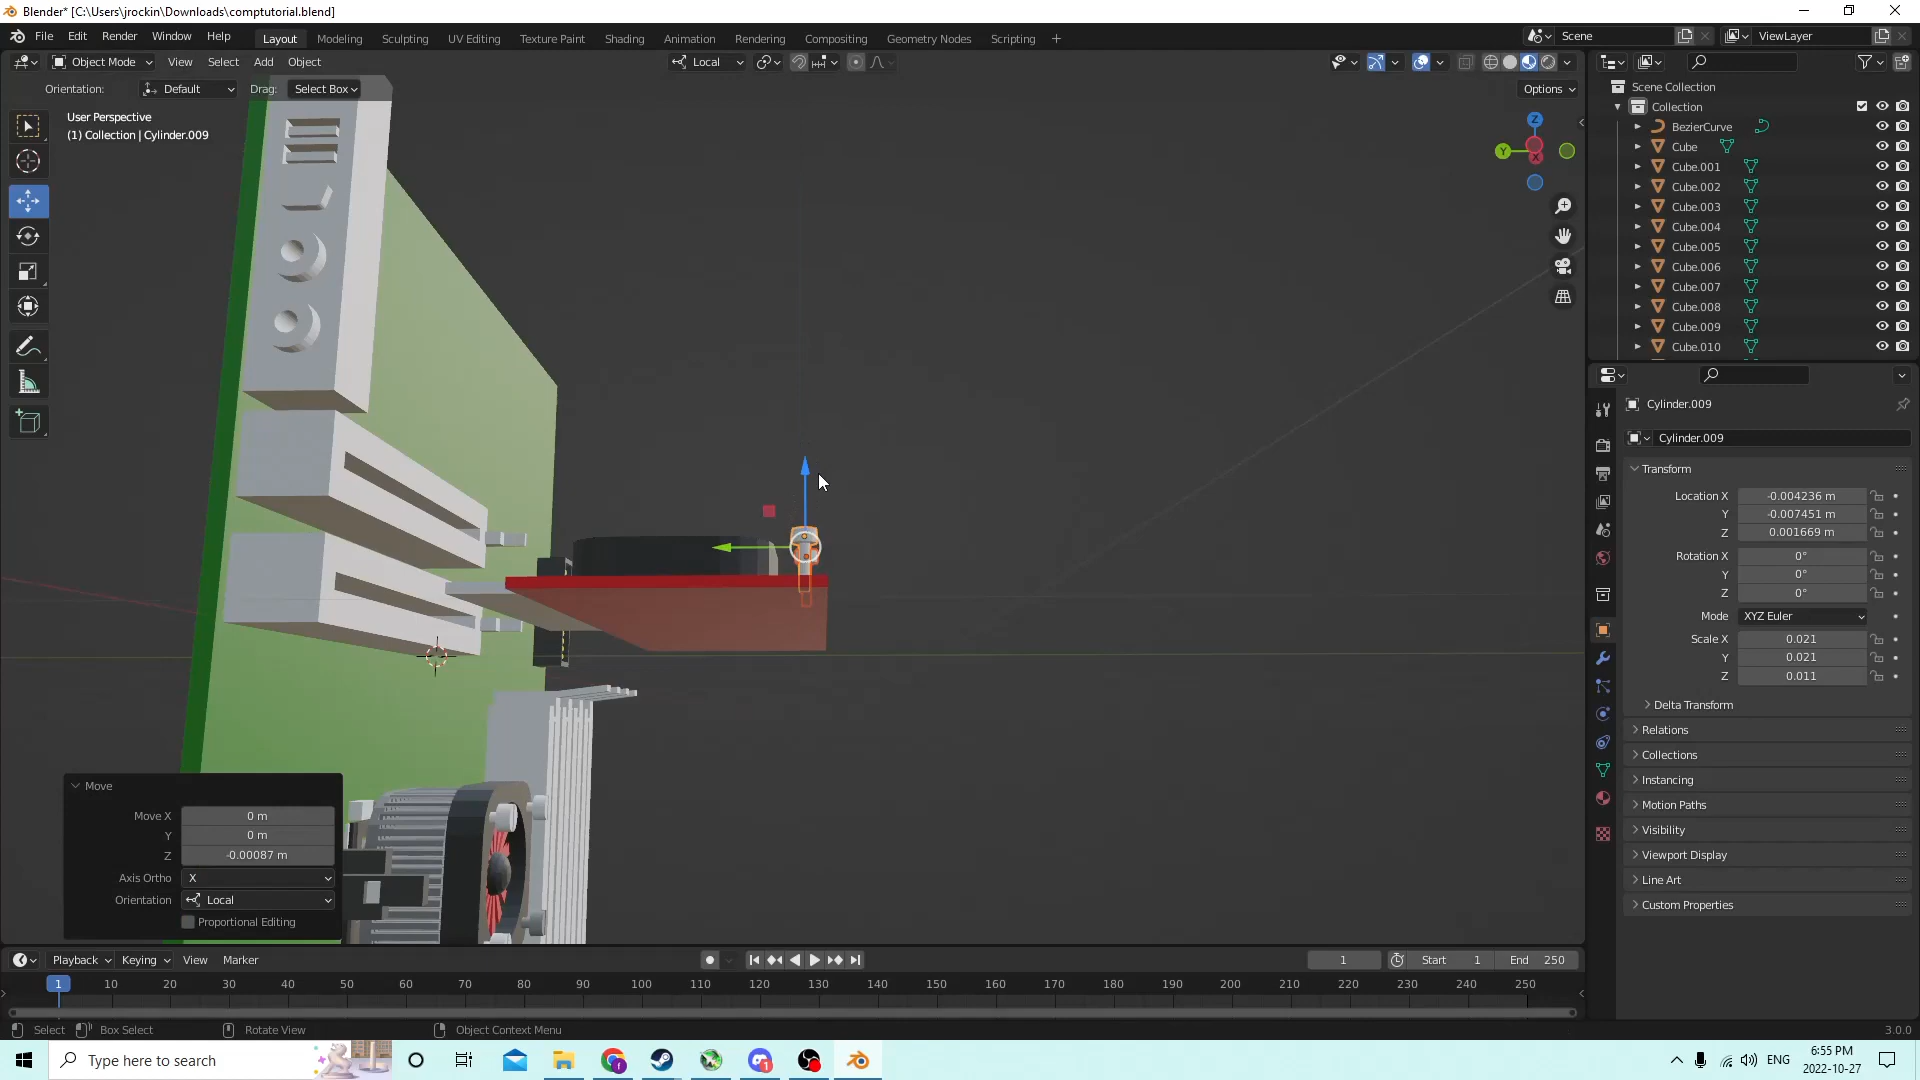 Blender* [C:\Users\jrockin\Downloads\comptutorial.blend]
File Edit Render Window Help Layout Modeling Sculpting UV Editing Texture Paint Shading Animation Rendering Compositing Geometry Nodes Scripting + Scene ViewLayer
Object Mode View Select Add Object Local
Orientation: Default Drag: Select Box Options
User Perspective
(1) Collection | Cylinder.009
Z
Y
X
Scene Collection
Collection
BezierCurve
Cube
Cube.001
Cube.002
Cube.003
Cube.004
Cube.005
Cube.006
Cube.007
Cube.008
Cube.009
Cube.010
Cylinder.009
Cylinder.009
Transform
Location X -0.004236 m
Y -0.007451 m
Z 0.001669 m
Rotation X 0°
Y 0°
Z 0°
Mode XYZ Euler
Scale X 0.021
Y 0.021
Z 0.011
Delta Transform
Relations
Collections
Instancing
Motion Paths
Visibility
Viewport Display
Line Art
Custom Properties
Move
Move X 0 m
Y 0 m
Z -0.00087 m
Axis Ortho X
Orientation Local
Proportional Editing
Playback Keying View Marker 1 Start 1 End 250
1 10 20 30 40 50 60 70 80 90 100 110 120 130 140 150 160 170 180 190 200 210 220 230 240 250
Select Box Select Rotate View Object Context Menu 3.0.0
Type here to search
ENG
6:55 PM
2022-10-27